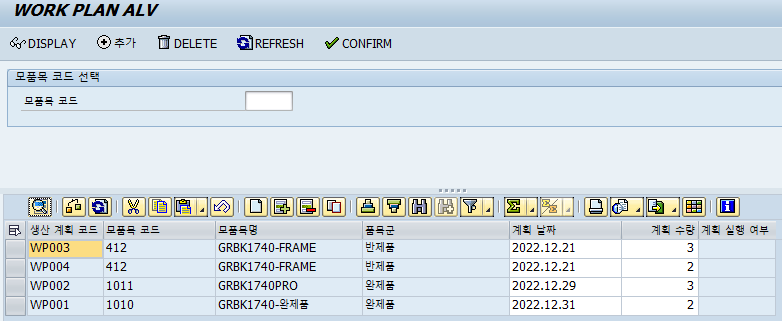 WORK PLAN ALV
DISPLAY 추가 DELETE REFRESH CONFIRM
모품목 코드 선택
모품목 코드
생산 계획 코드 모품목 코드 모품목명 품목군 계획 날짜 계획 수량 계획 실행 여부
WP003 412 GRBK1740-FRAME 반제품 2022.12.21 3
WP004 412 GRBK1740-FRAME 반제품 2022.12.21 2
WP002 1011 GRBK1740PRO 완제품 2022.12.29 3
WP001 1010 GRBK1740-완제품 완제품 2022.12.31 2